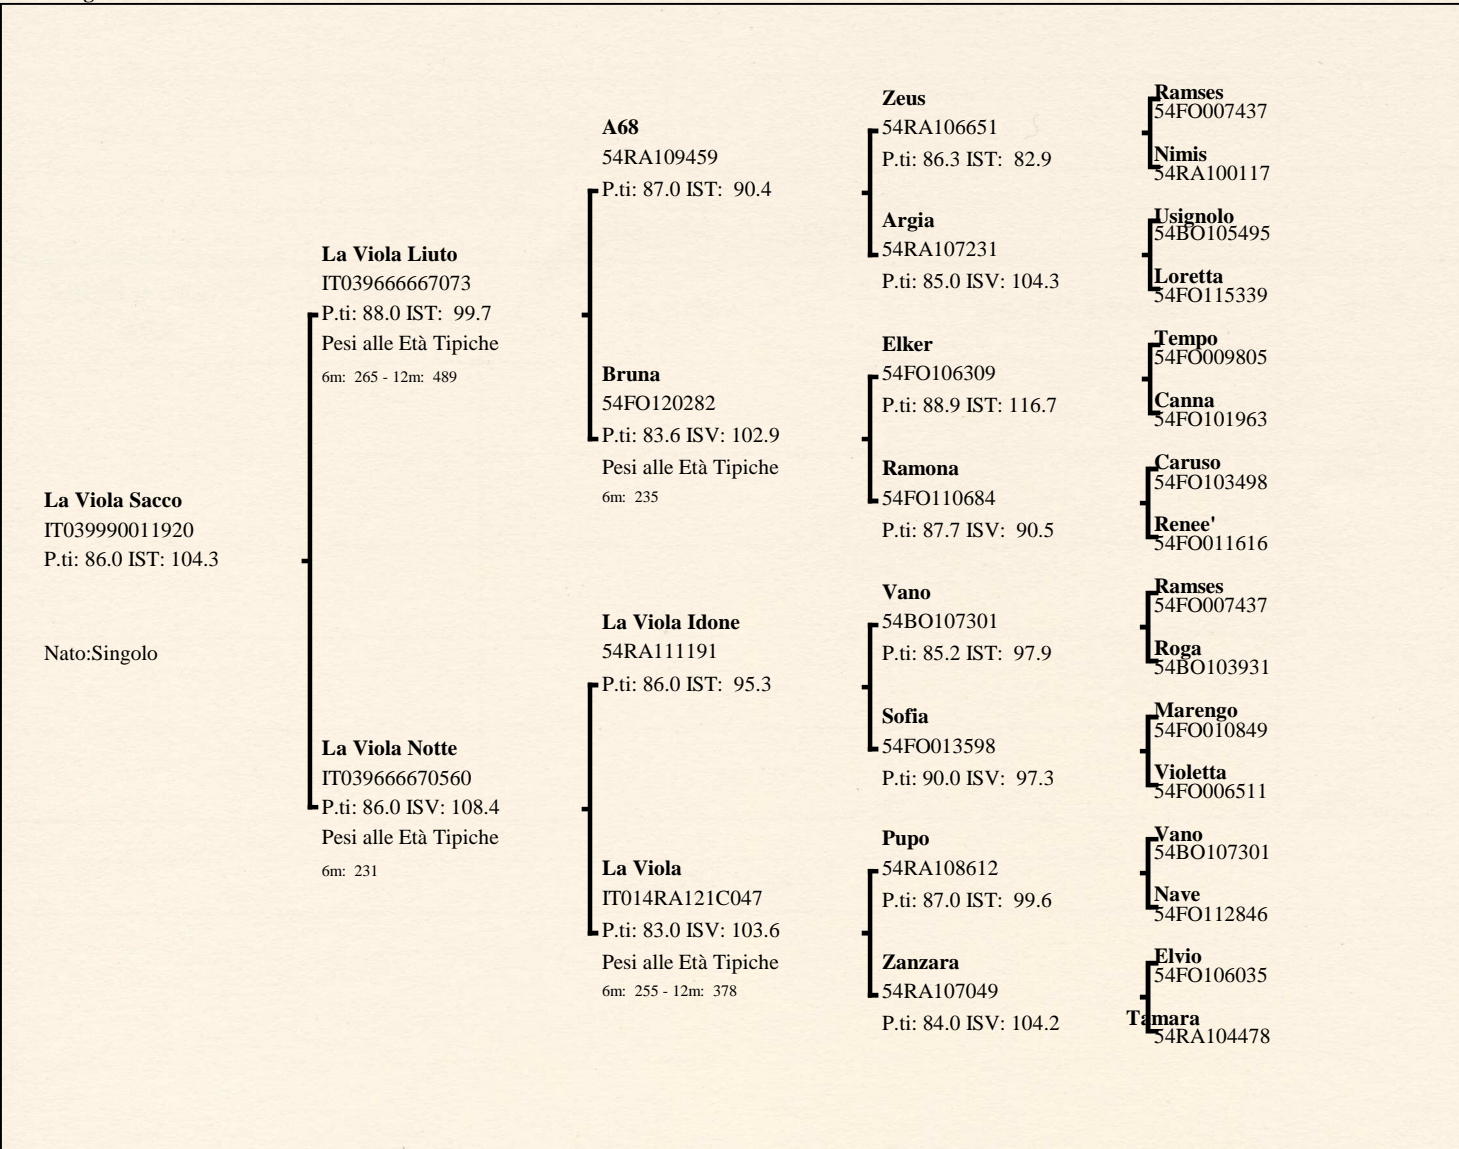 La Viola Sacco
IT039990011920
P.ti: 86.0 IST: 104.3
Nato:Singolo
La Viola Liuto
IT039666667073
P.ti: 88.0 IST: 99.7
Pesi alle Età Tipiche
6m: 265 - 12m: 489
La Viola Notte
IT039666670560
P.ti: 86.0 ISV: 108.4
Pesi alle Età Tipiche
6m: 231
A68
54RA109459
P.ti: 87.0 IST: 90.4
Bruna
54FO120282
P.ti: 83.6 ISV: 102.9
Pesi alle Età Tipiche
6m: 235
La Viola Idone
54RA111191
P.ti: 86.0 IST: 95.3
La Viola
IT014RA121C047
P.ti: 83.0 ISV: 103.6
Pesi alle Età Tipiche
6m: 255 - 12m: 378
Zeus
54RA106651
P.ti: 86.3 IST: 82.9
Argia
54RA107231
P.ti: 85.0 ISV: 104.3
Elker
54FO106309
P.ti: 88.9 IST: 116.7
Ramona
54FO110684
P.ti: 87.7 ISV: 90.5
Vano
54BO107301
P.ti: 85.2 IST: 97.9
Sofia
54FO013598
P.ti: 90.0 ISV: 97.3
Pupo
54RA108612
P.ti: 87.0 IST: 99.6
Zanzara
54RA107049
P.ti: 84.0 ISV: 104.2
Ramses
54FO007437
Nimis
54RA100117
Usignolo
54BO105495
Loretta
54FO115339
Tempo
54FO009805
Canna
54FO101963
Caruso
54FO103498
Renee'
54FO011616
Ramses
54FO007437
Roga
54BO103931
Marengo
54FO010849
Violetta
54FO006511
Vano
54BO107301
Nave
54FO112846
Elvio
54FO106035
Tamara
54RA104478